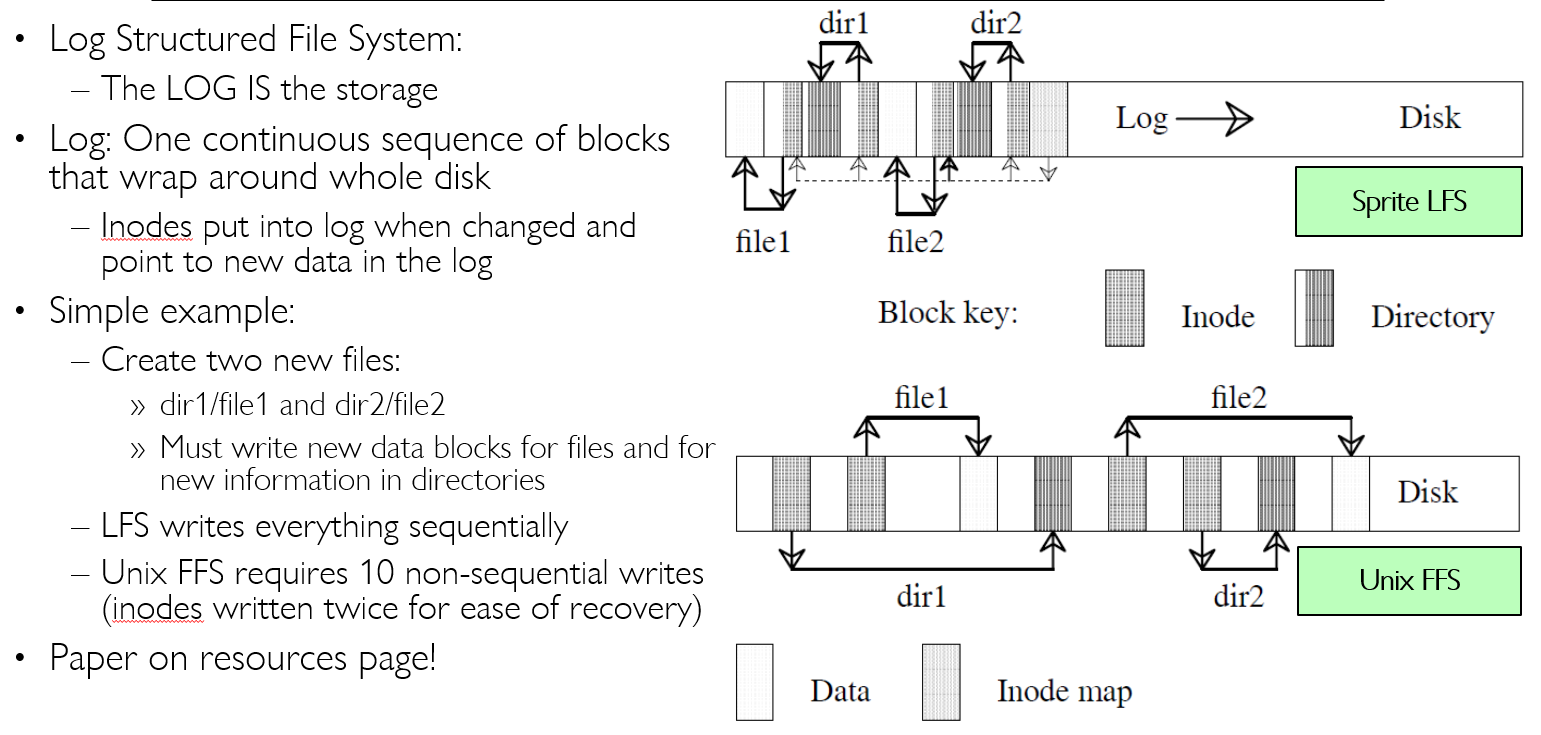 • Log Structured File System:
– The LOG IS the storage
• Log: One continuous sequence of blocks
that wrap around whole disk
– Inodes put into log when changed and
point to new data in the log
• Simple example:
– Create two new files:
» dir1/file1 and dir2/file2
» Must write new data blocks for files and for
new information in directories
– LFS writes everything sequentially
– Unix FFS requires 10 non-sequential writes
(inodes written twice for ease of recovery)
• Paper on resources page!
dir1 dir2
Log Disk
Sprite LFS
file1 file2
Block key: Inode Directory
file1 file2
Disk
Unix FFS
dir1 dir2
Data Inode map